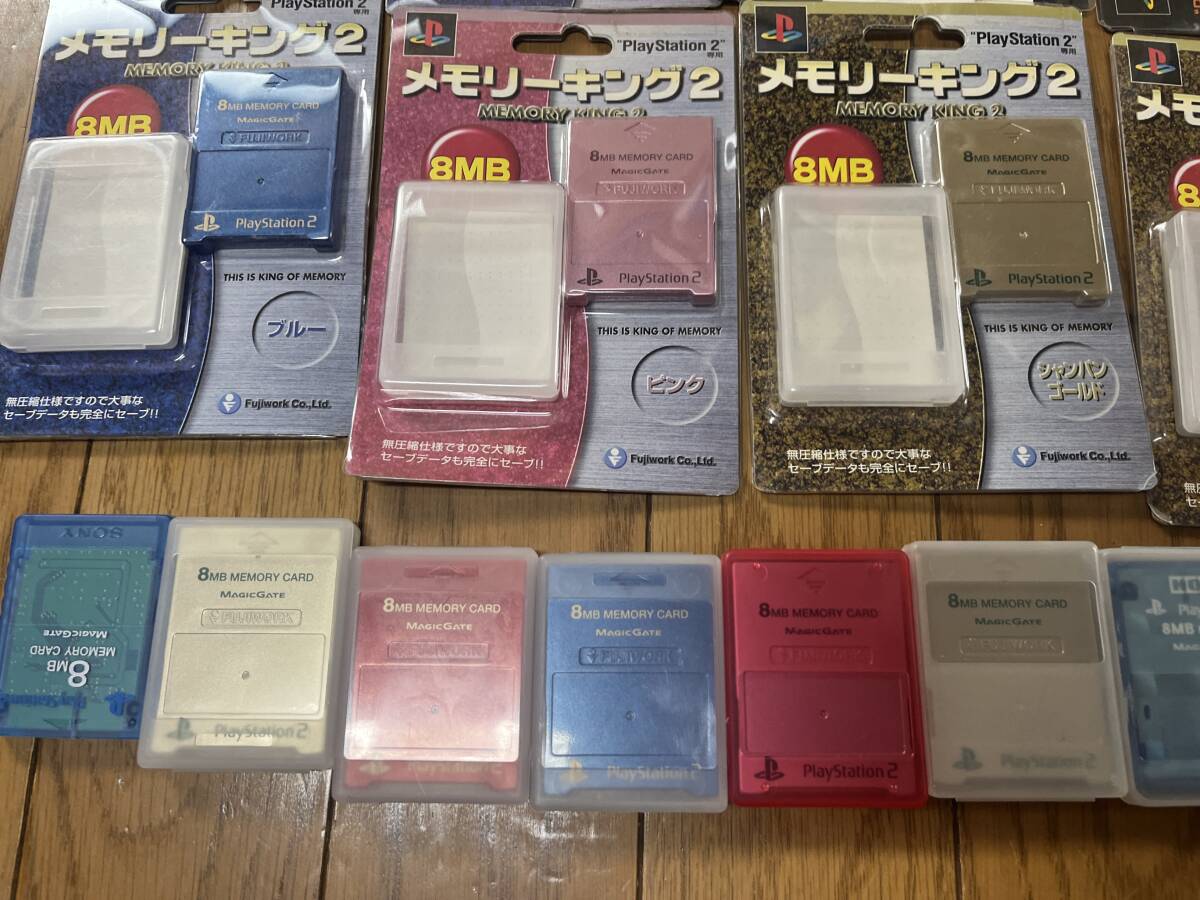 PlayStation 2
専用
メモリーキング2
MEMORY KING 2
8MB
8MB MEMORY CARD
MAGICGATE
FUJIWORK
PlayStation 2
THIS IS KING OF MEMORY
ブルー
無圧縮仕様ですので大事な
セーブデータも完全にセーブ!!
Fujiwork Co.,Ltd.
"PlayStation 2"
専用
メモリーキング2
MEMORY KING 2
8MB
8MB MEMORY CARD
MAGICGATE
FUJIWORK
PlayStation 2
THIS IS KING OF MEMORY
ピンク
無圧縮仕様ですので大事な
セーブデータも完全にセーブ!!
Fujiwork Co.,Ltd.
"PlayStation 2"
専用
メモリーキング2
MEMORY KING 2
8MB
8MB MEMORY CARD
MAGICGATE
FUJIWORK
PlayStation 2
THIS IS KING OF MEMORY
シャンパン
ゴールド
無圧縮仕様ですので大事な
セーブデータも完全にセーブ!!
Fujiwork Co.,Ltd.
メモ
8
SONY
8MB
MEMORY CARD
MAGICGATE
PlayStation
8MB MEMORY CARD
MAGICGATE
FUJIWORK
PlayStation 2
8MB MEMORY CARD
MAGICGATE
FUJIWORK
PlayStation 2
8MB MEMORY CARD
MAGICGATE
FUJIWORK
PlayStation 2
8MB MEMORY CARD
MAGICGATE
FUJIWORK
PlayStation 2
8MB MEMORY CARD
MAGICGATE
FUJIWORK
PlayStation 2
8MB